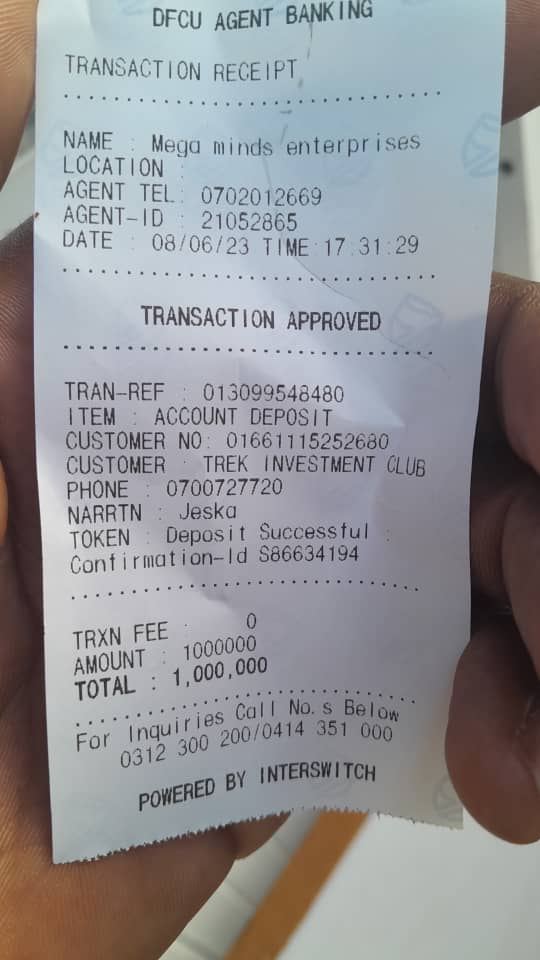 DFCU AGENT BANKING
TRANSACTION RECEIPT
NAME : Mega minds enterprises
LOCATION :
AGENT TEL: 0702012669
AGENT-ID : 21052865
DATE : 08/06/23 TIME:17:31:29
TRANSACTION APPROVED
TRAN-REF : 013099548480
ITEM : ACCOUNT DEPOSIT
CUSTOMER NO: 01661115252680
CUSTOMER : TREK INVESTMENT CLUB
PHONE : 0700727720
NARRTN : Jeska
TOKEN : Deposit Successful :
Confirmation-Id S86634194
TRXN FEE : 0
AMOUNT : 1000000
TOTAL : 1,000,000
For Inquiries Call No.s Below
0312 300 200/0414 351 000
POWERED BY INTERSWITCH